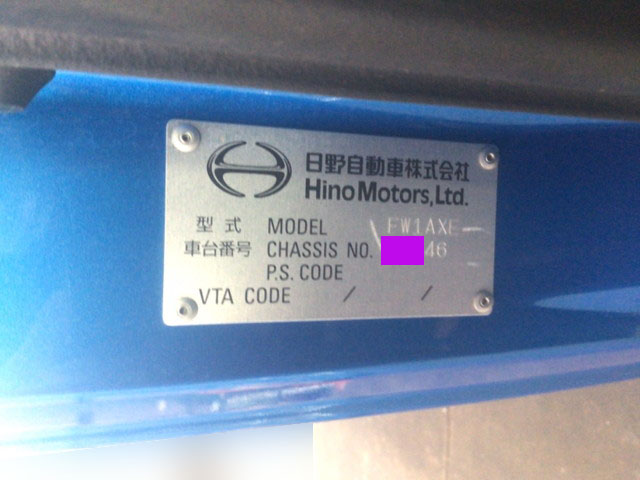 日野自動車株式会社
Hino Motors, Ltd.
型式 MODEL FW1AXE
車台番号 CHASSIS NO. 46
P.S. CODE
VTA CODE / /